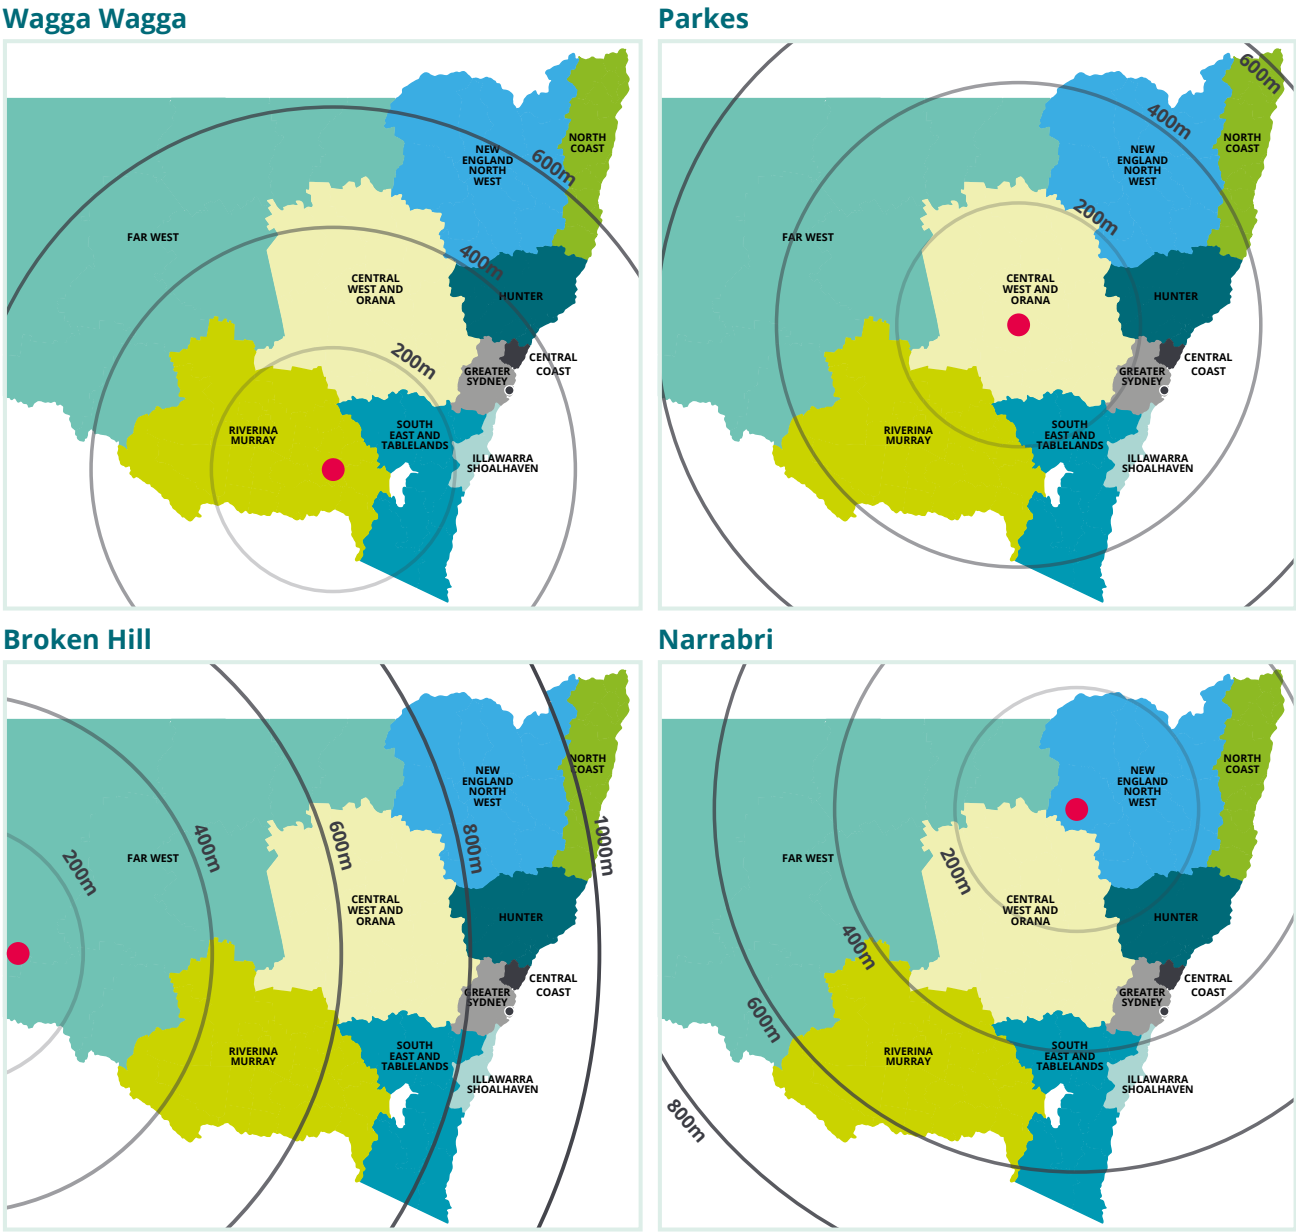 Wagga Wagga
NORTH
COAST
NEW
ENGLAND
NORTH
WEST
600m
FAR WEST
400m
CENTRAL
WEST AND
ORANA
HUNTER
200m
CENTRAL
COAST
GREATER
SYDNEY
RIVERINA
MURRAY
SOUTH
EAST AND
TABLELANDS
ILLAWARRA
SHOALHAVEN
Parkes
600m
400m
NORTH
COAST
NEW
ENGLAND
NORTH
WEST
200m
FAR WEST
CENTRAL
WEST AND
ORANA
HUNTER
CENTRAL
COAST
GREATER
SYDNEY
RIVERINA
MURRAY
SOUTH
EAST AND
TABLELANDS
ILLAWARRA
SHOALHAVEN
Broken Hill
NORTH
COAST
NEW
ENGLAND
NORTH
WEST
200m
400m
600m
800m
1000m
FAR WEST
CENTRAL
WEST AND
ORANA
HUNTER
CENTRAL
COAST
GREATER
SYDNEY
RIVERINA
MURRAY
SOUTH
EAST AND
TABLELANDS
ILLAWARRA
SHOALHAVEN
Narrabri
NORTH
COAST
NEW
ENGLAND
NORTH
WEST
FAR WEST
200m
CENTRAL
WEST AND
ORANA
HUNTER
400m
CENTRAL
COAST
GREATER
SYDNEY
600m
RIVERINA
MURRAY
SOUTH
EAST AND
TABLELANDS
ILLAWARRA
SHOALHAVEN
800m